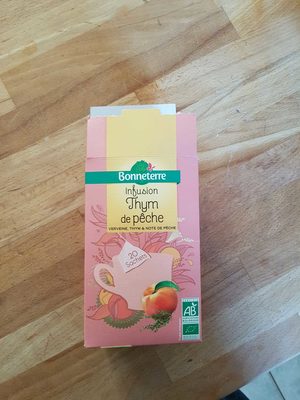 Bonneterre
Infusion
Thym
de pêche
VERVEINE, THYM & NOTE DE PÊCHE
20
Sachets
AB